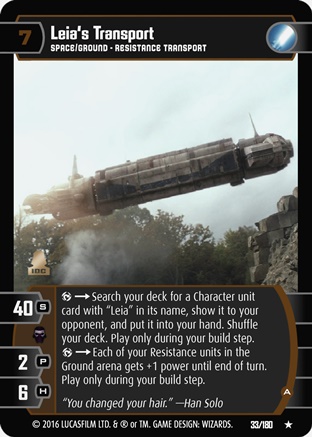 7
Leia's Transport
SPACE/GROUND - RESISTANCE TRANSPORT
IDC
40 S
2 P
6 H
→Search your deck for a Character unit
card with “Leia” in its name, show it to your
opponent, and put it into your hand. Shuffle
your deck. Play only during your build step.
→Each of your Resistance units in the
Ground arena gets +1 power until end of turn.
Play only during your build step.
“You changed your hair.” —Han Solo
A
© 2016 LUCASFILM LTD. & ® or TM. GAME DESIGN: WIZARDS. 33/180 ★